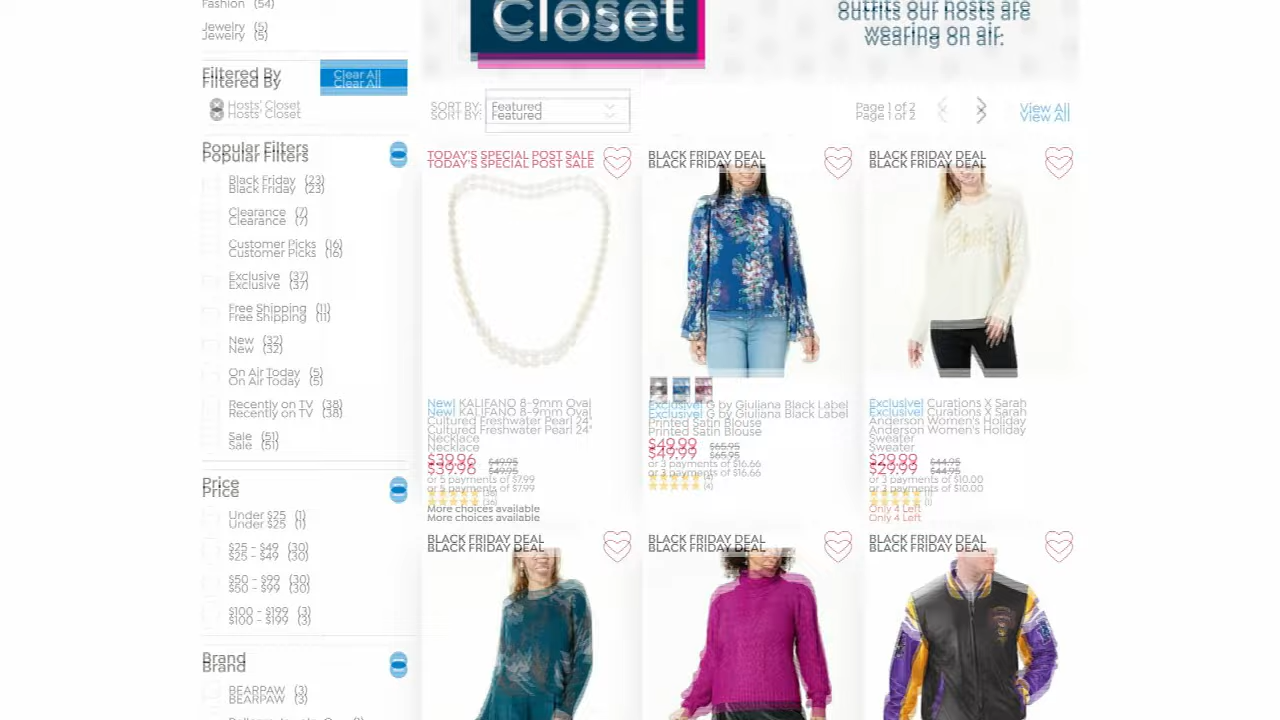 Fashion (54)
Jewelry (5)
Filtered By
Clear All
Hosts' Closet
Popular Filters
Black Friday (23)
Clearance (7)
Customer Picks (16)
Exclusive (37)
Free Shipping (11)
New (32)
On Air Today (5)
Recently on TV (38)
Sale (51)
Price
Under $25 (1)
$25 - $49 (30)
$50 - $99 (30)
$100 - $199 (3)
Brand
BEARPAW (3)
Closet
outfits our hosts are
wearing on air.
SORT BY: Featured
Page 1 of 2
View All
TODAY'S SPECIAL POST SALE
New! KALIFANO 8-9mm Oval
Cultured Freshwater Pearl 24"
Necklace
$39.96 $49.95
or 5 payments of $7.99
More choices available
BLACK FRIDAY DEAL
Exclusive! G by Giuliana Black Label
Printed Satin Blouse
$49.99 $65.95
or 3 payments of $16.66
(4)
BLACK FRIDAY DEAL
Exclusive! Curations X Sarah
Anderson Women's Holiday
Sweater
$29.99 $44.95
or 3 payments of $10.00
(1)
Only 4 Left
BLACK FRIDAY DEAL
BLACK FRIDAY DEAL
BLACK FRIDAY DEAL